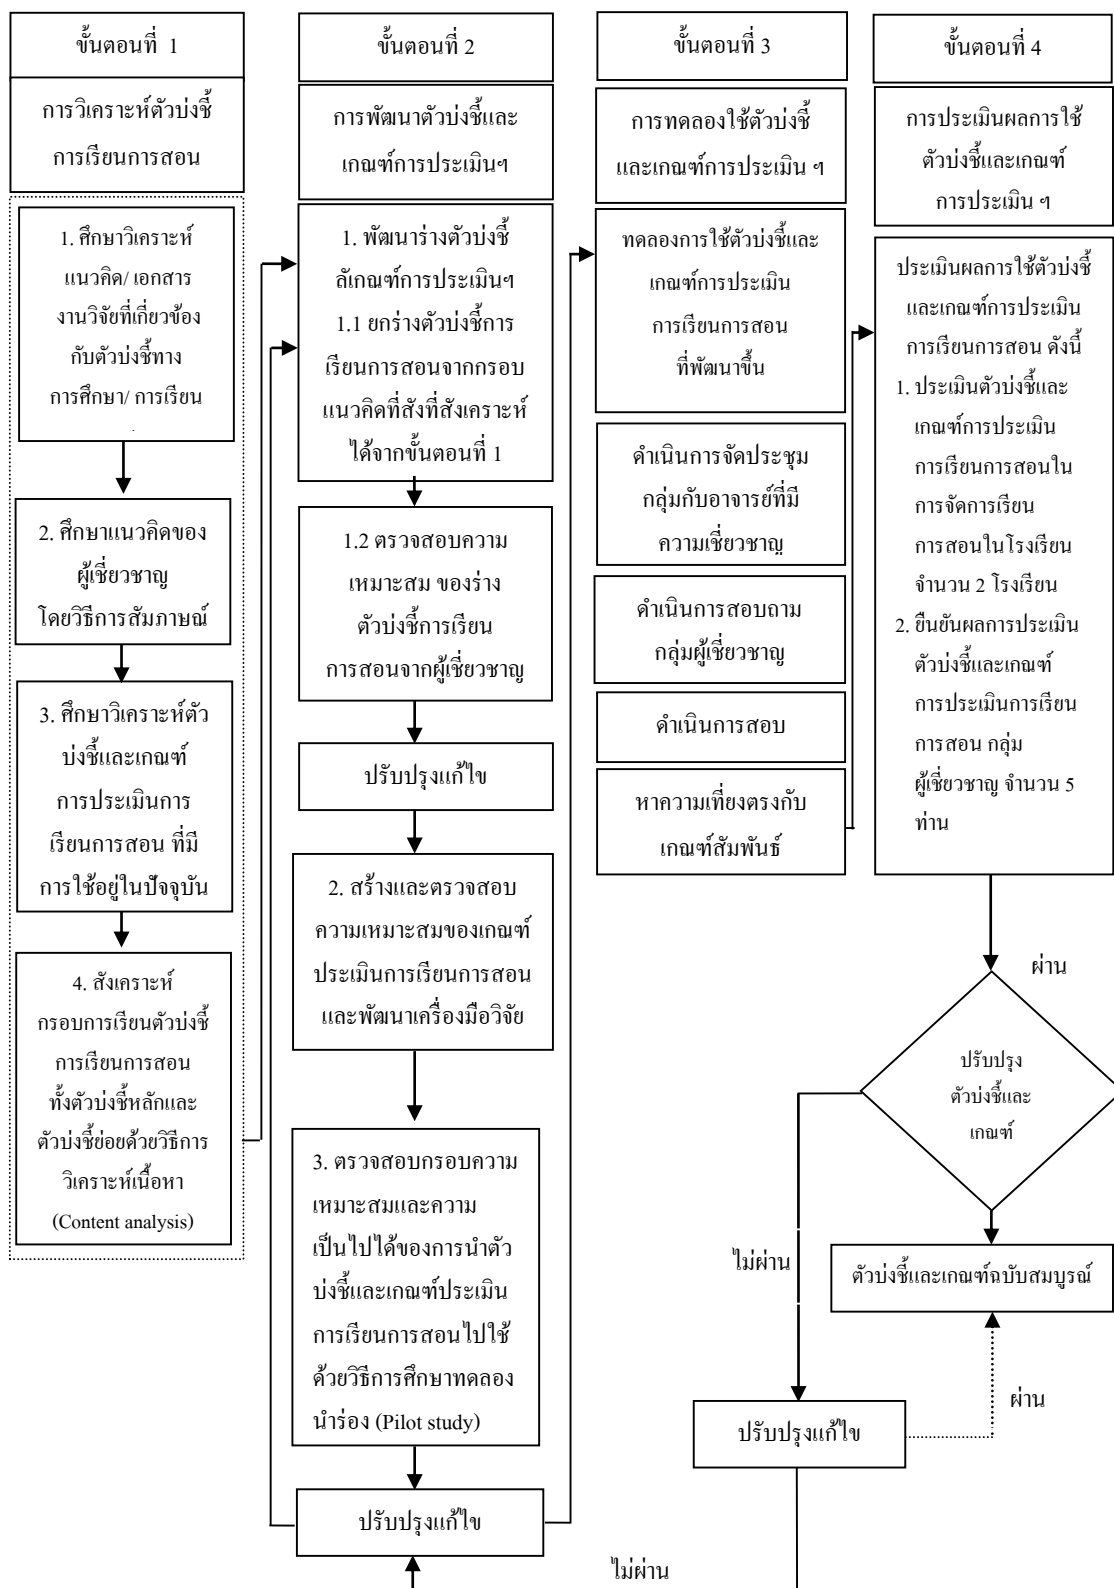 ขั้นตอนที่ 1
การวิเคราะห์ตัวบ่งชี้
การเรียนการสอน
1. ศึกษาวิเคราะห์
แนวคิด/ เอกสาร
งานวิจัยที่เกี่ยวข้อง
กับตัวบ่งชี้ทาง
การศึกษา/ การเรียน
2. ศึกษาแนวคิดของ
ผู้เชี่ยวชาญ
โดยวิธีการสัมภาษณ์
3. ศึกษาวิเคราะห์ตัว
บ่งชี้และเกณฑ์
การประเมินการ
เรียนการสอน ที่มี
การใช้อยู่ในปัจจุบัน
4. สังเคราะห์
กรอบการเรียนตัวบ่งชี้
การเรียนการสอน
ทั้งตัวบ่งชี้หลักและ
ตัวบ่งชี้ย่อยด้วยวิธีการ
วิเคราะห์เนื้อหา
(Content analysis)
ขั้นตอนที่ 2
การพัฒนาตัวบ่งชี้และ
เกณฑ์การประเมินฯ
1. พัฒนาร่างตัวบ่งชี้
ลัเกณฑ์การประเมินฯ
1.1 ยกร่างตัวบ่งชี้การ
เรียนการสอนจากกรอบ
แนวคิดที่สังที่สังเคราะห์
ได้จากขั้นตอนที่ 1
1.2 ตรวจสอบความ
เหมาะสม ของร่าง
ตัวบ่งชี้การเรียน
การสอนจากผู้เชี่ยวชาญ
ปรับปรุงแก้ไข
2. สร้างและตรวจสอบ
ความเหมาะสมของเกณฑ์
ประเมินการเรียนการสอน
และพัฒนาเครื่องมือวิจัย
3. ตรวจสอบกรอบความ
เหมาะสมและความ
เป็นไปได้ของการนำตัว
บ่งชี้และเกณฑ์ประเมิน
การเรียนการสอนไปใช้
ด้วยวิธีการศึกษาทดลอง
นำร่อง (Pilot study)
ปรับปรุงแก้ไข
ขั้นตอนที่ 3
การทดลองใช้ตัวบ่งชี้
และเกณฑ์การประเมิน ฯ
ทดลองการใช้ตัวบ่งชี้และ
เกณฑ์การประเมิน
การเรียนการสอน
ที่พัฒนาขึ้น
ดำเนินการจัดประชุม
กลุ่มกับอาจารย์ที่มี
ความเชี่ยวชาญ
ดำเนินการสอบถาม
กลุ่มผู้เชี่ยวชาญ
ดำเนินการสอบ
หาความเที่ยงตรงกับ
เกณฑ์สัมพันธ์
ขั้นตอนที่ 4
การประเมินผลการใช้
ตัวบ่งชี้และเกณฑ์
การประเมิน ฯ
ประเมินผลการใช้ตัวบ่งชี้
และเกณฑ์การประเมิน
การเรียนการสอน ดังนี้
1. ประเมินตัวบ่งชี้และ
เกณฑ์การประเมิน
การเรียนการสอนใน
การจัดการเรียน
การสอนในโรงเรียน
จำนวน 2 โรงเรียน
2. ยืนยันผลการประเมิน
ตัวบ่งชี้และเกณฑ์
การประเมินการเรียน
การสอน กลุ่ม
ผู้เชี่ยวชาญ จำนวน 5
ท่าน
ผ่าน
ปรับปรุง
ตัวบ่งชี้และ
เกณฑ์
ไม่ผ่าน
ตัวบ่งชี้และเกณฑ์ฉบับสมบูรณ์
ผ่าน
ปรับปรุงแก้ไข
ไม่ผ่าน